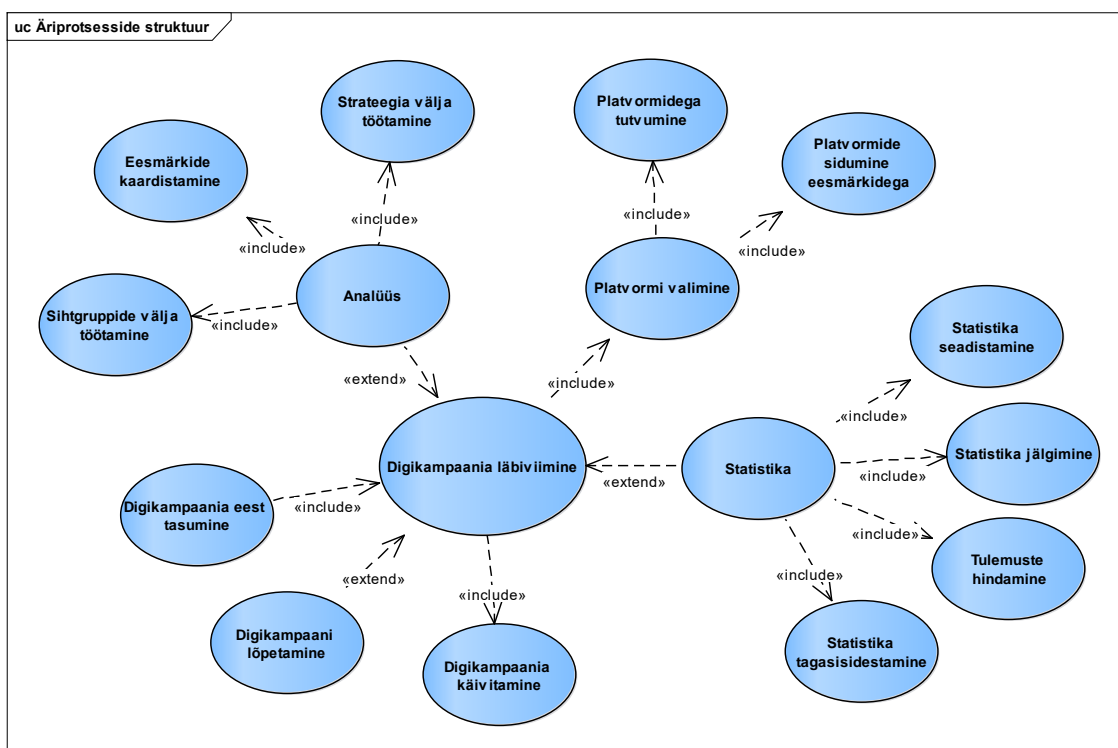 uc Äriprotsesside struktuur
Strateegia välja
töötamine
Platvormidega
tutvumine
Eesmärkide
kaardistamine
Platvormide
sidumine
eesmärkidega
«include»
«include»
«include»
«include»
Analüüs
Platvormi valimine
Sihtgruppide välja
töötamine
«include»
Statistika
seadistamine
«extend»
«include»
«include»
Digikampaania läbiviimine
Statistika
Statistika jälgimine
«include»
«extend»
Digikampaania eest
tasumine
«include»
«include»
Tulemuste
hindamine
«extend»
«include»
«include»
Digikampaani
lõpetamine
Digikampaania
käivitamine
Statistika
tagasisidestamine